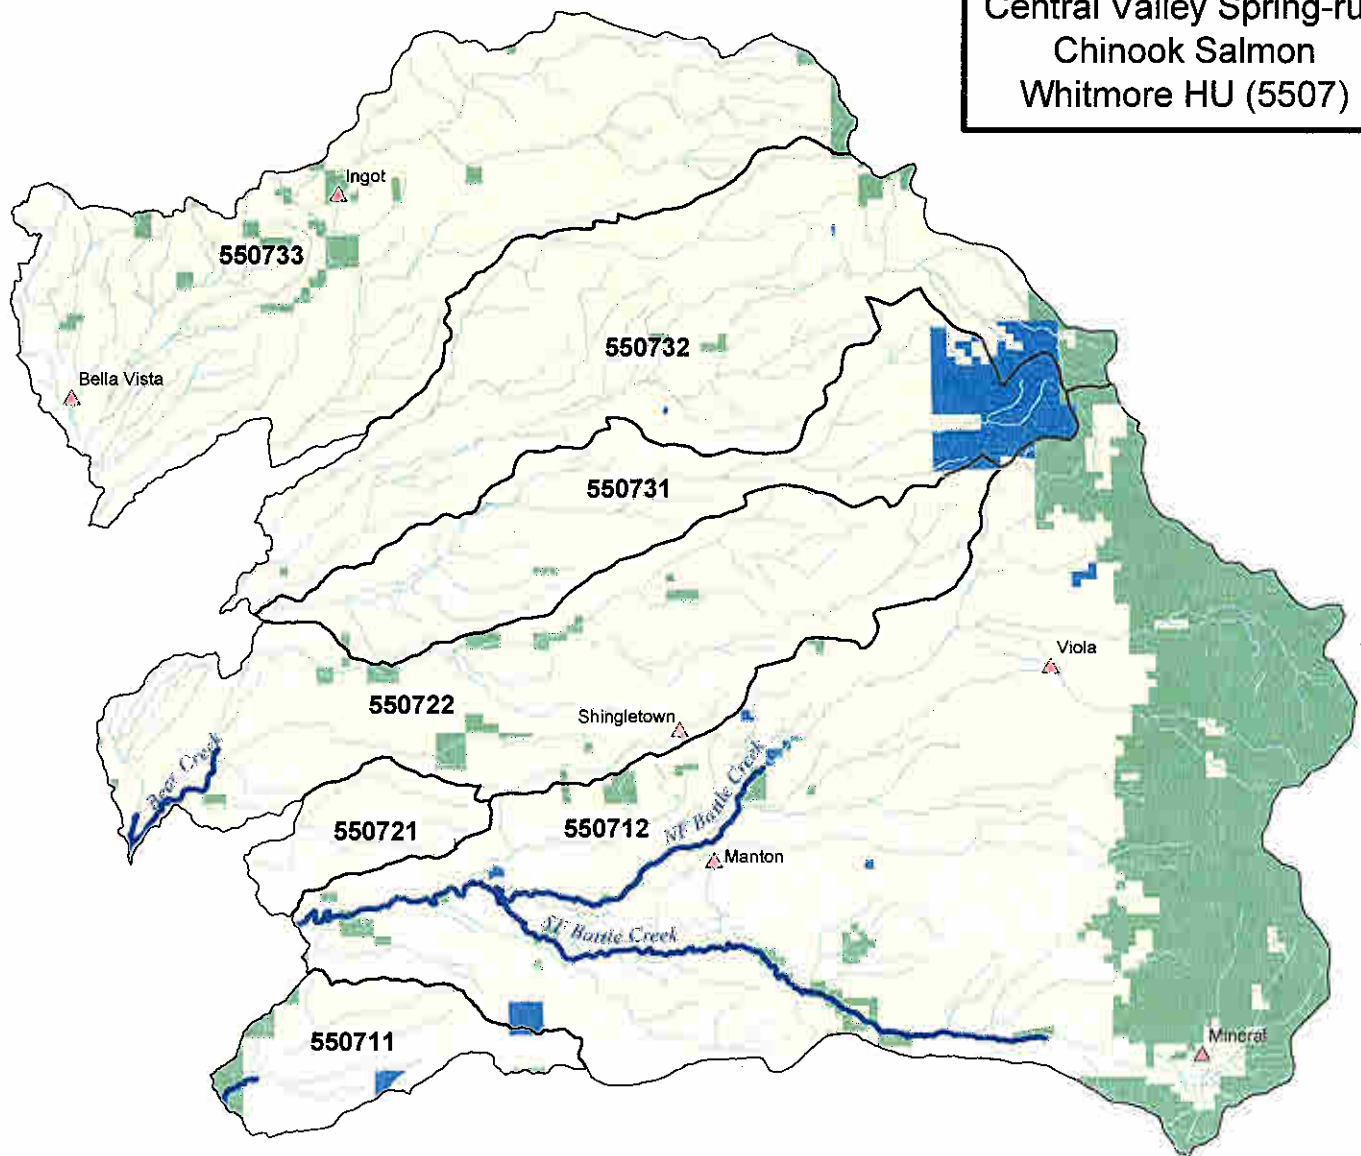 Central Valley Spring-ru
Chinook Salmon
Whitmore HU (5507)
Ingot
550733
Bella Vista
550732
550731
Viola
550722
Shingletown
Bear Creek
NF Battle Creek
550721
550712
Manton
SF Battle Creek
550711
Mineral